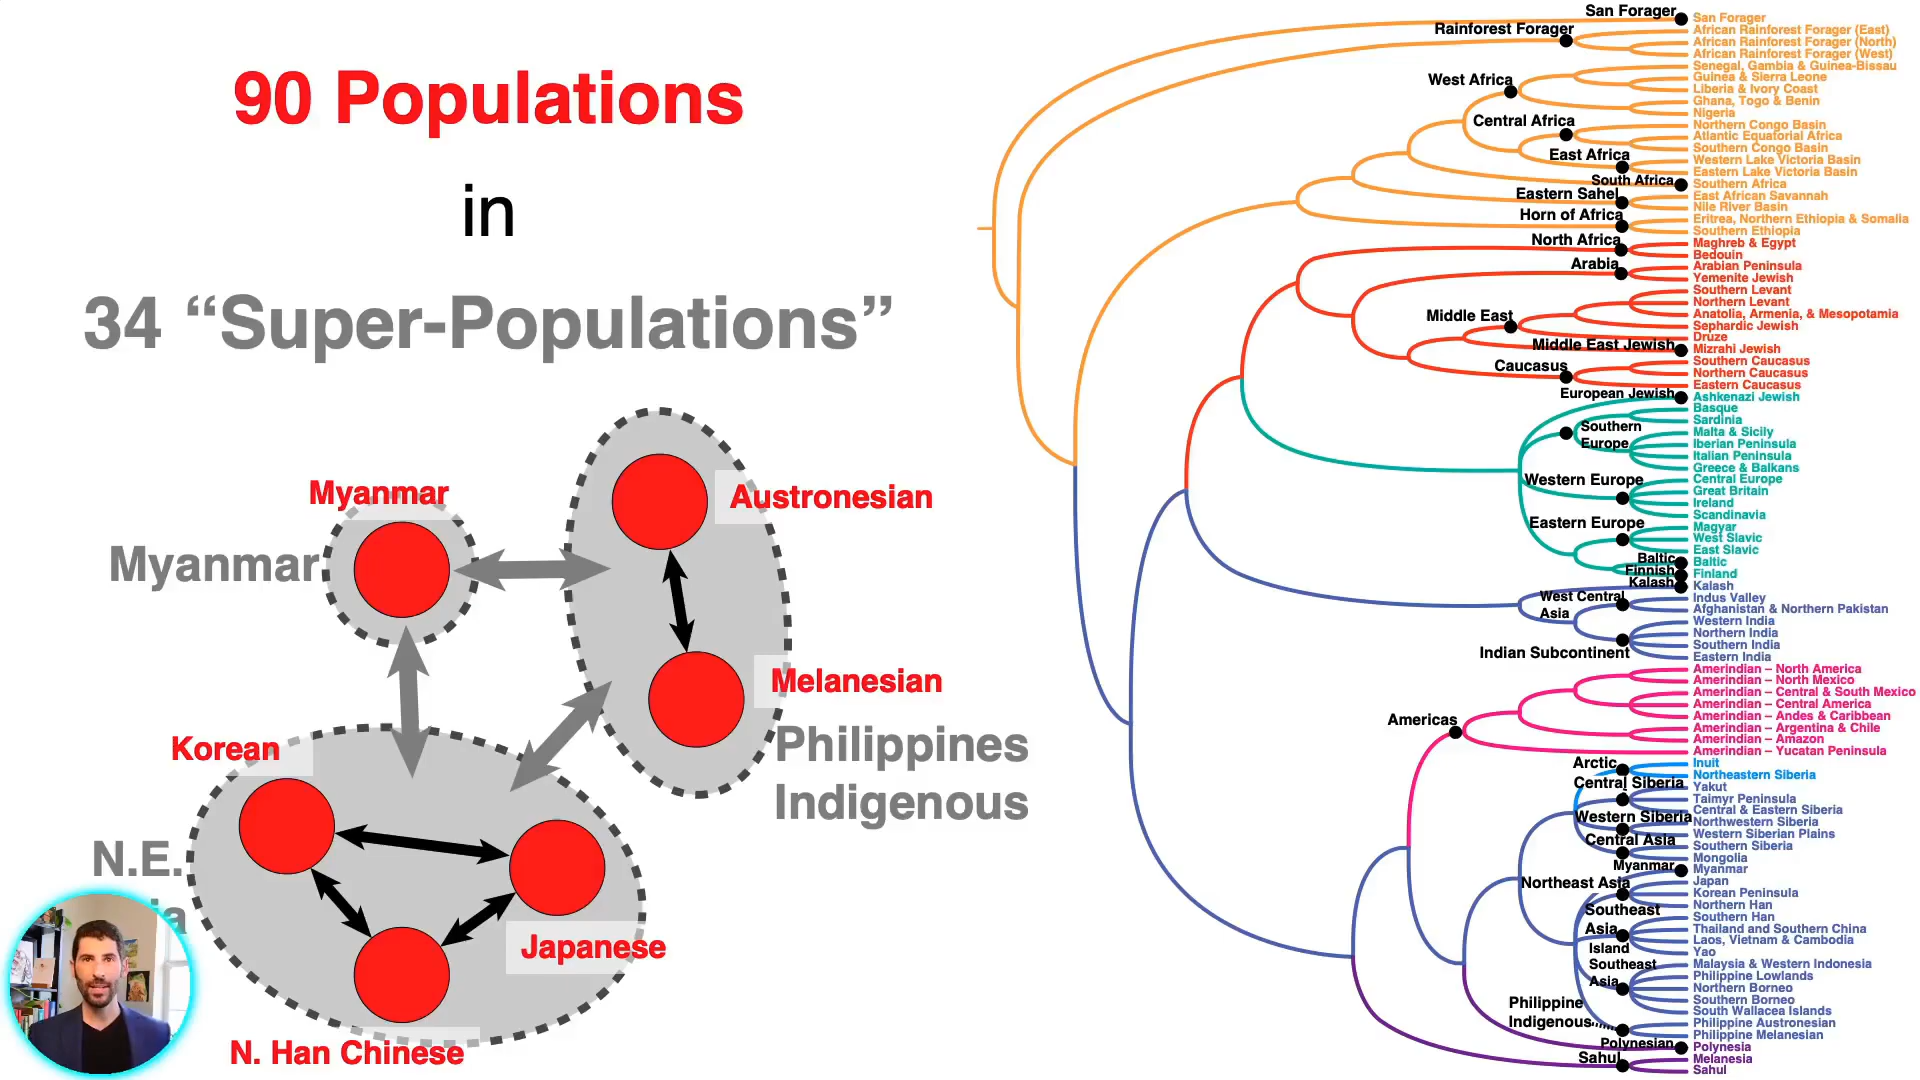 90 Populations
in
34 “Super-Populations”
Myanmar
Myanmar
Austronesian
Melanesian
Philippines
Indigenous
Korean
N.E.
Japanese
N. Han Chinese
San Forager
Rainforest Forager
West Africa
Central Africa
East Africa
South Africa
Eastern Sahel
Horn of Africa
North Africa
Arabia
Middle East
Middle East Jewish
Caucasus
European Jewish
Southern
Europe
Western Europe
Eastern Europe
Baltic
Finnish
Kalash
West Central
Asia
Indian Subcontinent
Americas
Arctic
Central Siberia
Western Siberia
Central Asia
Myanmar
Northeast Asia
Southeast
Asia
Island
Southeast
Asia
Philippine
Indigenous
Polynesian
Sahul
San Forager
African Rainforest Forager (East)
African Rainforest Forager (North)
African Rainforest Forager (West)
Senegal, Gambia & Guinea-Bissau
Guinea & Sierra Leone
Liberia & Ivory Coast
Ghana, Togo & Benin
Nigeria
Northern Congo Basin
Atlantic Equatorial Africa
Southern Congo Basin
Western Lake Victoria Basin
Eastern Lake Victoria Basin
Southern Africa
East African Savannah
Nile River Basin
Eritrea, Northern Ethiopia & Somalia
Southern Ethiopia
Maghreb & Egypt
Bedouin
Arabian Peninsula
Yemenite Jewish
Southern Levant
Northern Levant
Anatolia, Armenia, & Mesopotamia
Sephardic Jewish
Druze
Mizrahi Jewish
Southern Caucasus
Northern Caucasus
Eastern Caucasus
Ashkenazi Jewish
Basque
Sardinia
Malta & Sicily
Iberian Peninsula
Italian Peninsula
Greece & Balkans
Central Europe
Great Britain
Ireland
Scandinavia
Magyar
West Slavic
East Slavic
Baltic
Finland
Kalash
Indus Valley
Afghanistan & Northern Pakistan
Western India
Northern India
Southern India
Eastern India
Amerindian – North America
Amerindian – North Mexico
Amerindian – Central & South Mexico
Amerindian – Central America
Amerindian – Andes & Caribbean
Amerindian – Argentina & Chile
Amerindian – Amazon
Amerindian – Yucatan Peninsula
Inuit
Northeastern Siberia
Yakut
Taimyr Peninsula
Central & Eastern Siberia
Northwestern Siberia
Western Siberian Plains
Southern Siberia
Mongolia
Myanmar
Japan
Korean Peninsula
Northern Han
Southern Han
Thailand and Southern China
Laos, Vietnam & Cambodia
Yao
Malaysia & Western Indonesia
Philippine Lowlands
Northern Borneo
Southern Borneo
South Wallacea Islands
Philippine Austronesian
Philippine Melanesian
Polynesia
Melanesia
Sahul